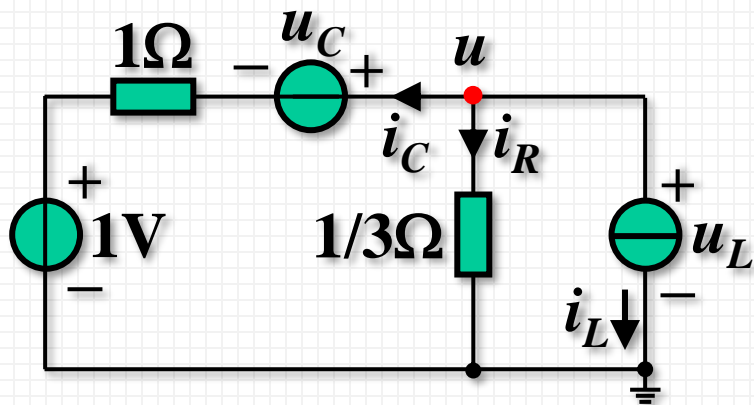 1Ω
− u_C +
u
i_C
i_R
+
1V
−
1/3Ω
+
u_L
−
i_L